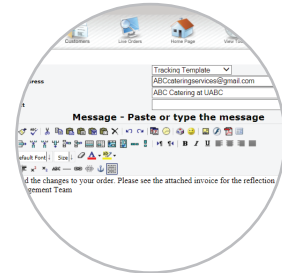 Customers Live Orders Home Page View Ta
Tracking Template
ress ABCcateringservices@gmail.com
ABC Catering at UABC
t
Message - Paste or type the message
efault Font Size
ABC
d the changes to your order. Please see the attached invoice for the reflection
gement Team